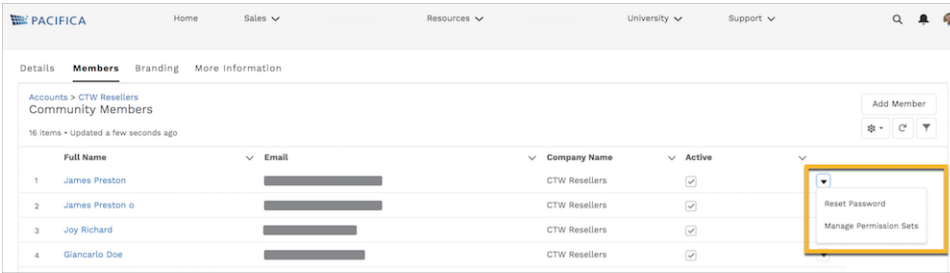 PACIFICA Home Sales Resources University Support
Details Members Branding More Information
Accounts > CTW Resellers
Community Members
Add Member
16 items • Updated a few seconds ago
Full Name Email Company Name Active
1 James Preston CTW Resellers
2 James Preston o CTW Resellers
3 Joy Richard CTW Resellers
4 Giancarlo Doe CTW Resellers
Reset Password
Manage Permission Sets